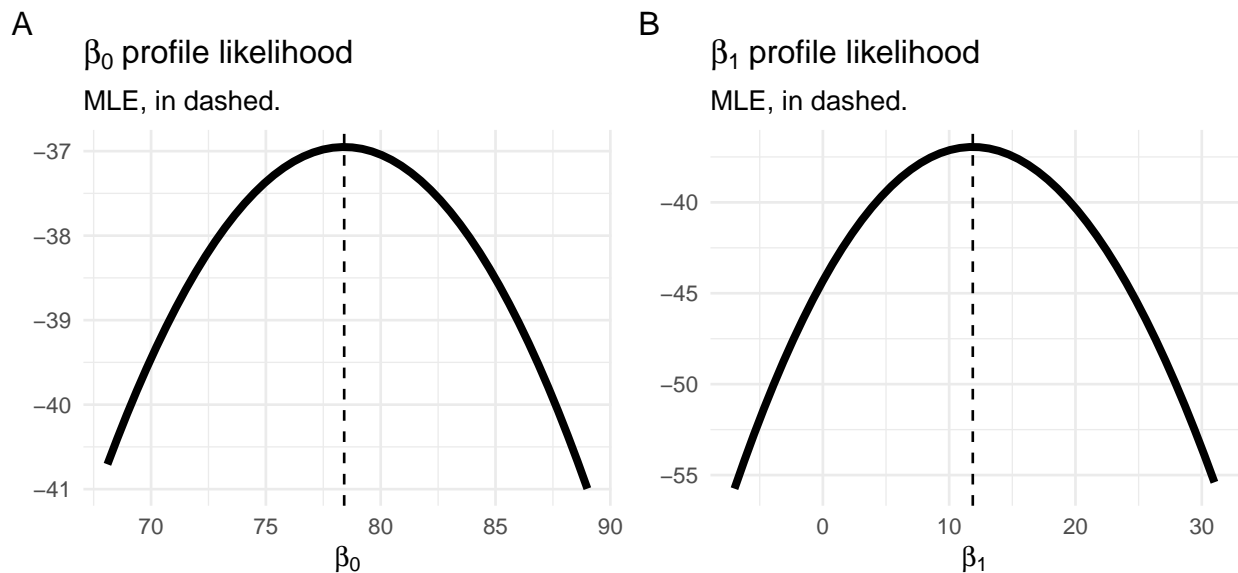 A
β₀ profile likelihood
MLE, in dashed.
−37
−38
−39
−40
−41
70 75 80 85 90
β₀
B
β₁ profile likelihood
MLE, in dashed.
−40
−45
−50
−55
0 10 20 30
β₁